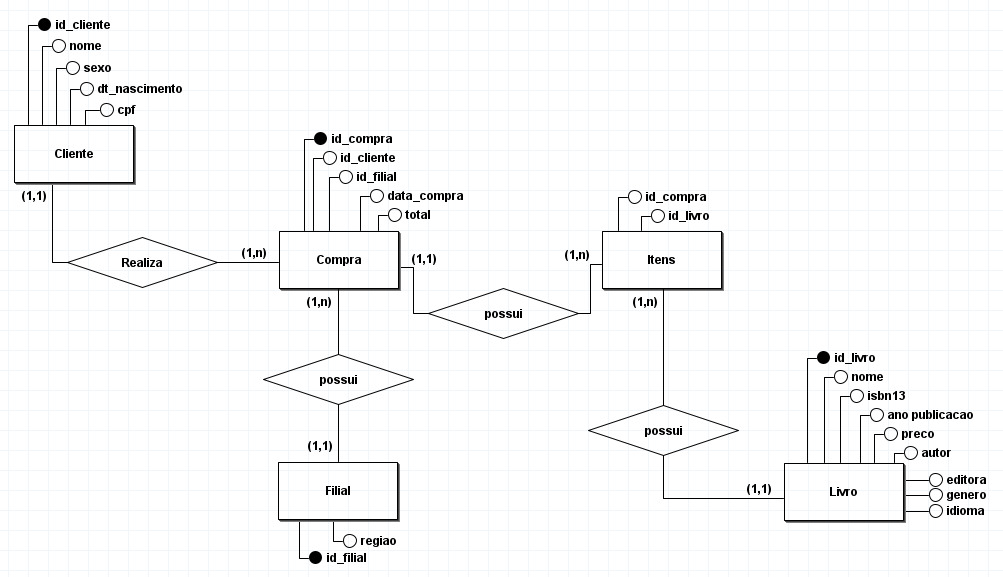 id_cliente
nome
sexo
dt_nascimento
cpf
Cliente
(1,1)
Realiza
(1,n)
id_compra
id_cliente
id_filial
data_compra
total
Compra
(1,1)
(1,n)
possui
(1,n)
id_compra
id_livro
Itens
(1,n)
possui
(1,1)
Filial
regiao
id_filial
possui
(1,1)
id_livro
nome
isbn13
ano publicacao
preco
autor
Livro
editora
genero
idioma